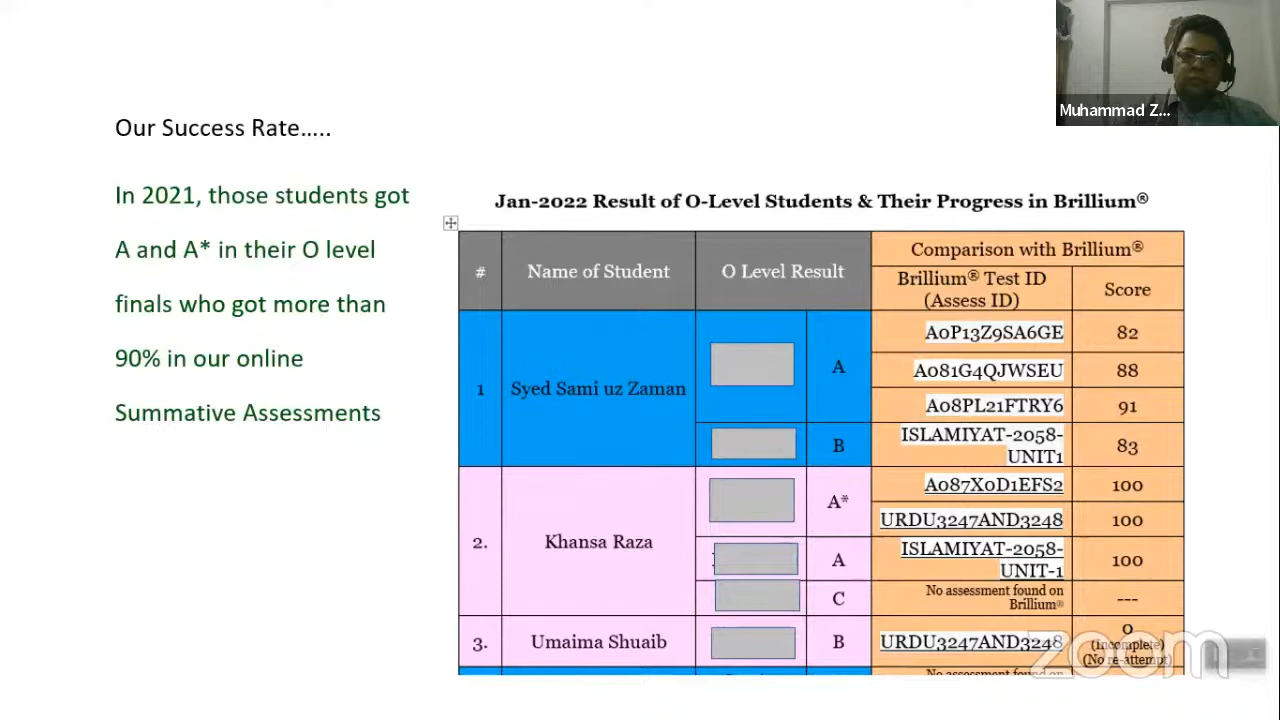 Muhammad Z...
Our Success Rate…..
In 2021, those students got
A and A* in their O level
finals who got more than
90% in our online
Summative Assessments
Jan-2022 Result of O-Level Students & Their Progress in Brillium®
# Name of Student O Level Result Comparison with Brillium®
Brillium® Test ID
(Assess ID)
Score
1 Syed Sami uz Zaman A
A0P13Z9SA6GE 82
A081G4QJWSEU 88
A08PL21FTRY6 91
B ISLAMIYAT-2058-
UNIT1
83
2. Khansa Raza A*
A087X0D1EFS2 100
URDU3247AND3248 100
A ISLAMIYAT-2058-
UNIT-1
100
C No assessment found on
Brillium®
---
3. Umaima Shuaib B URDU3247AND3248 0
(Incomplete)
(No re-attempt)
No assessment found on
zoom